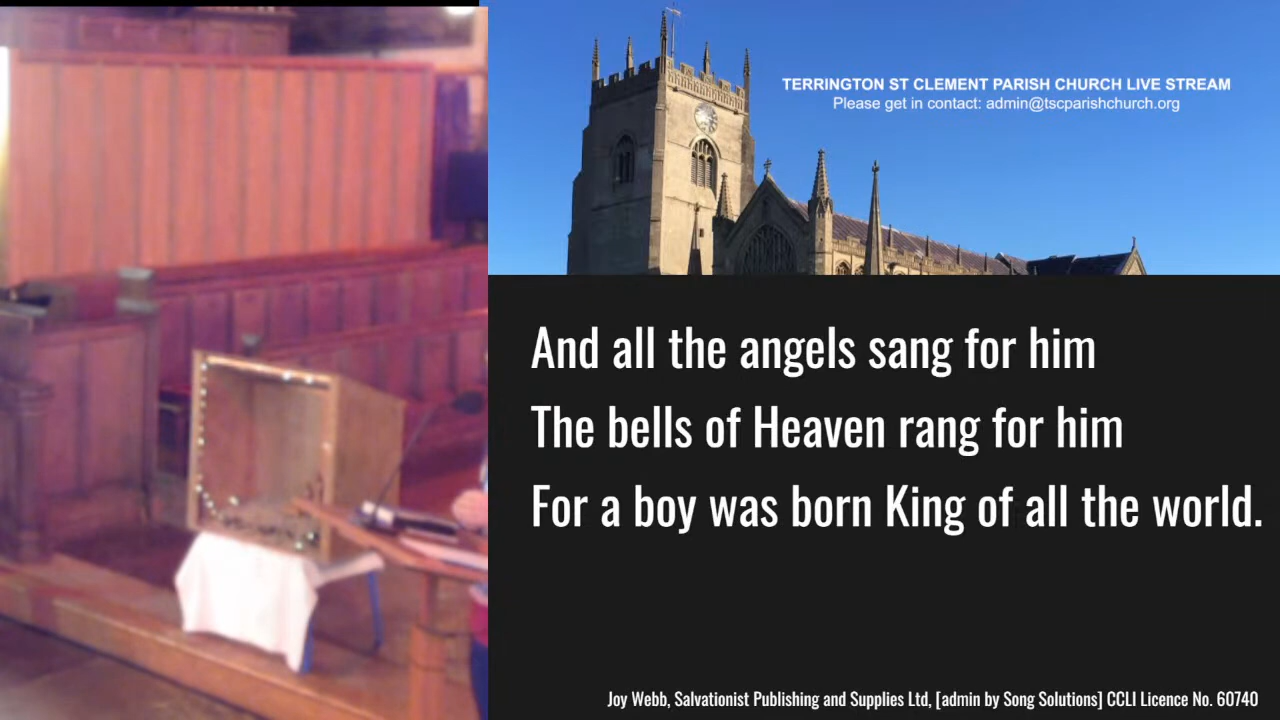 TERRINGTON ST CLEMENT PARISH CHURCH LIVE STREAM
Please get in contact: admin@tscparishchurch.org
And all the angels sang for him
The bells of Heaven rang for him
For a boy was born King of all the world.
Joy Webb, Salvationist Publishing and Supplies Ltd, [admin by Song Solutions] CCLI Licence No. 60740